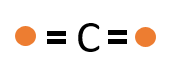 = C =